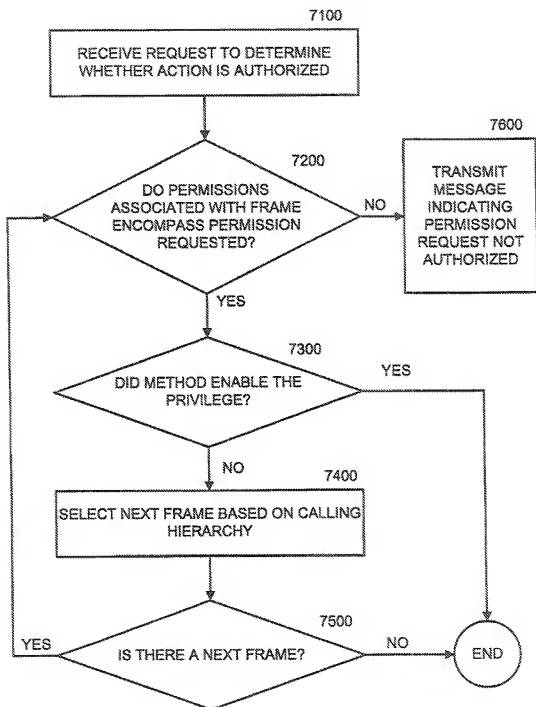 7100
RECEIVE REQUEST TO DETERMINE
WHETHER ACTION IS AUTHORIZED
7200
DO PERMISSIONS
ASSOCIATED WITH FRAME
ENCOMPASS PERMISSION
REQUESTED?
NO
7600
TRANSMIT
MESSAGE
INDICATING
PERMISSION
REQUEST NOT
AUTHORIZED
YES
7300
DID METHOD ENABLE THE
PRIVILEGE?
YES
NO
7400
SELECT NEXT FRAME BASED ON CALLING
HIERARCHY
7500
YES
IS THERE A NEXT FRAME?
NO
END